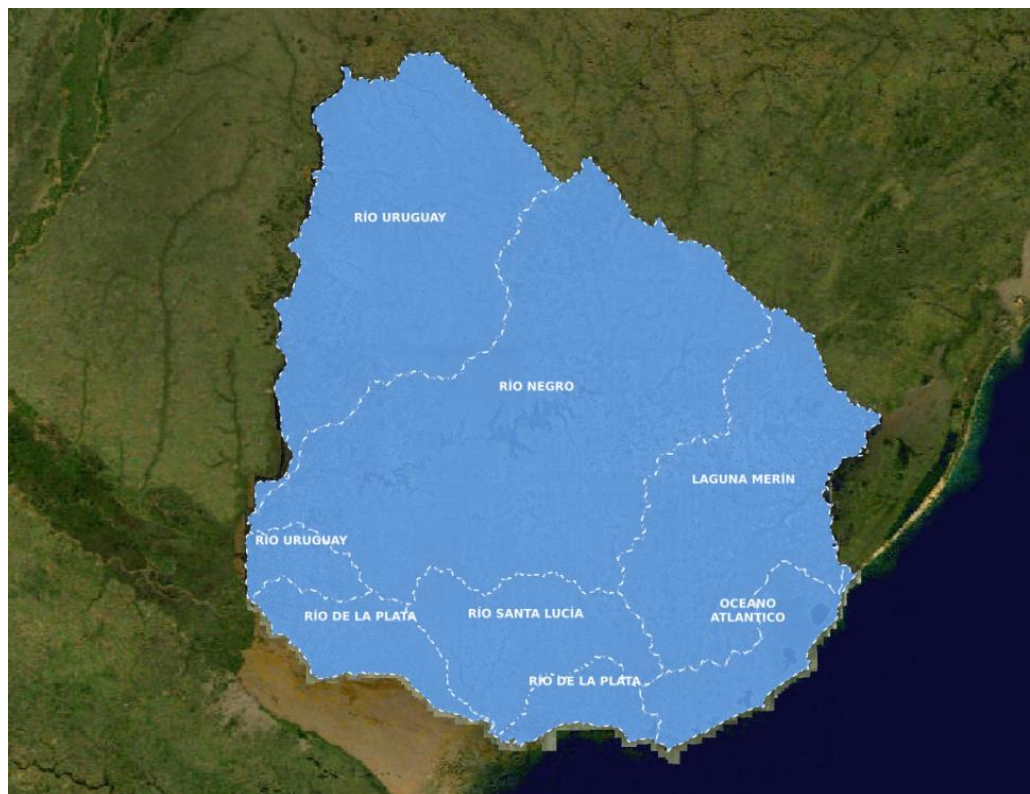 RÍO URUGUAY
RÍO NEGRO
LAGUNA MERÍN
RÍO URUGUAY
OCEANO
ATLANTICO
RÍO DE LA PLATA
RÍO SANTA LUCÍA
RÍO DE LA PLATA